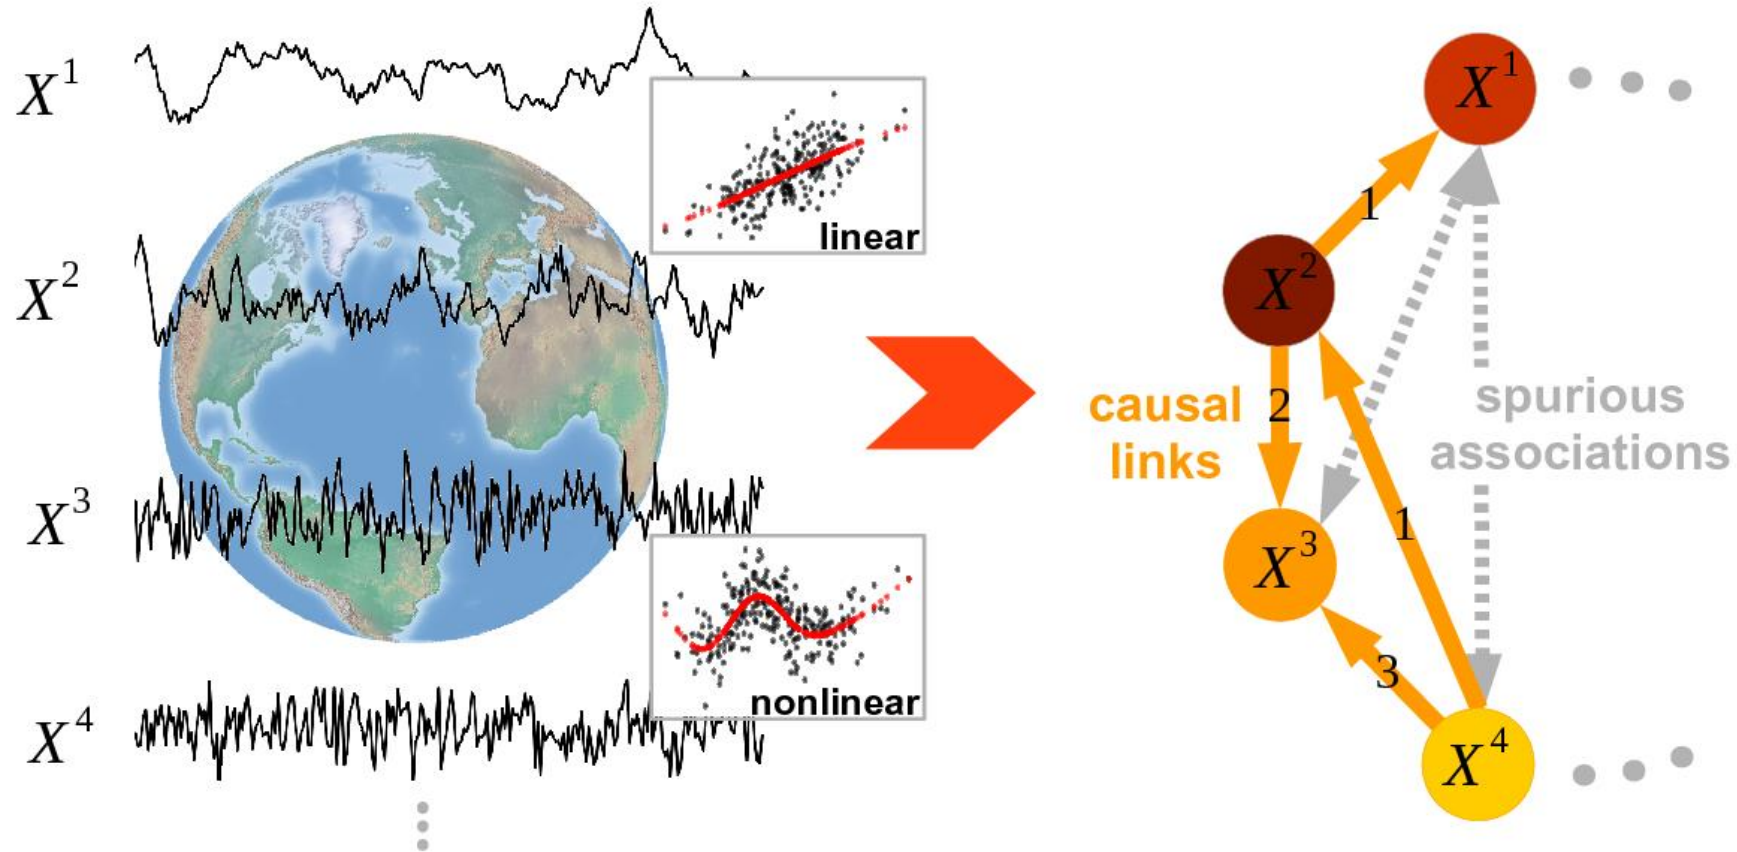 X¹
X²
X³
X⁴
linear
nonlinear
X¹
1
X²
causal
links
2
spurious
associations
1
X³
3
X⁴